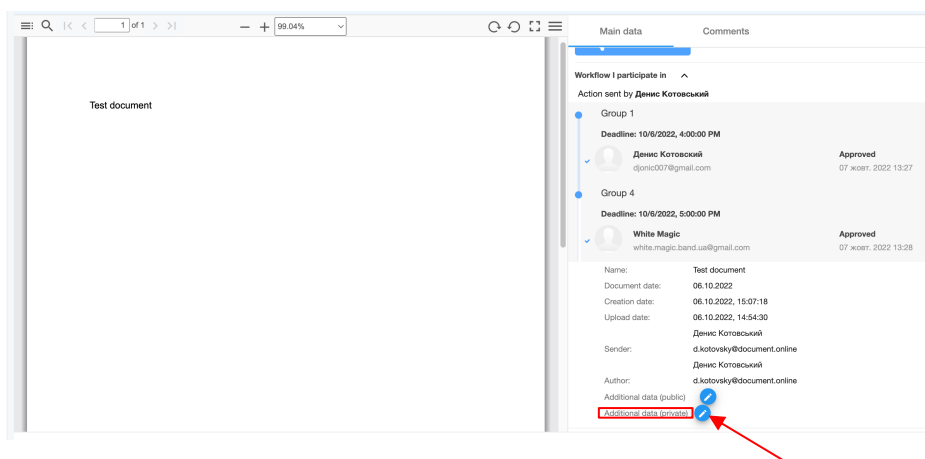 1 of 1
99.04%
Main data
Comments
Test document
Workflow I participate in
Action sent by Денис Котовський
Group 1
Deadline: 10/6/2022, 4:00:00 PM
Денис Котовский
Approved
djonic007@gmail.com
07 жовт. 2022 13:27
Group 4
Deadline: 10/6/2022, 5:00:00 PM
White Magic
Approved
white.magic.band.ua@gmail.com
07 жовт. 2022 13:28
Name: Test document
Document date: 06.10.2022
Creation date: 06.10.2022, 15:07:18
Upload date: 06.10.2022, 14:54:30
Денис Котовський
Sender: d.kotovsky@document.online
Денис Котовський
Author: d.kotovsky@document.online
Additional data (public)
Additional data (private)